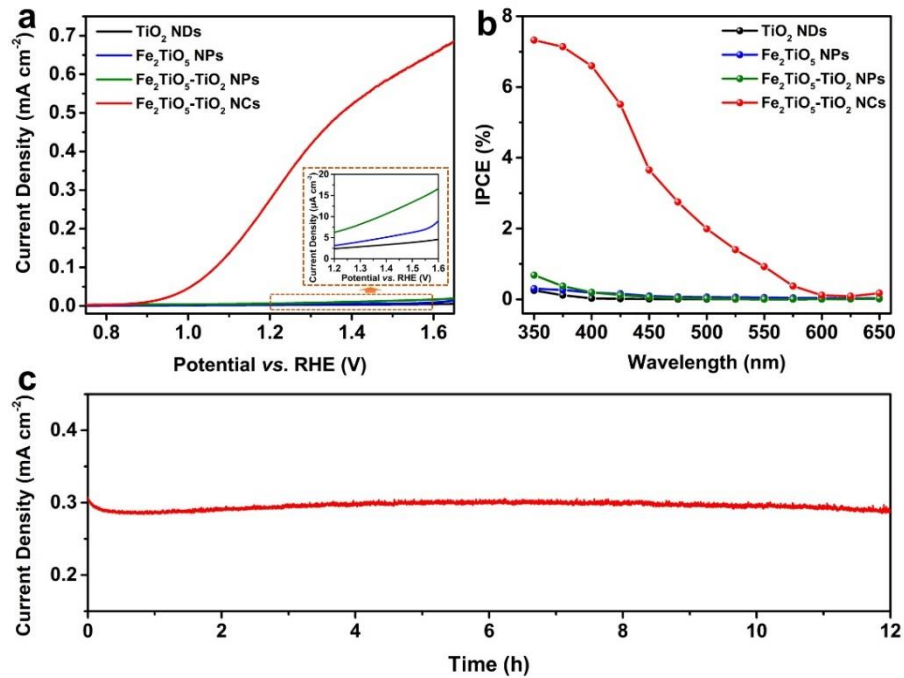 a
Current Density (mA cm⁻²)
0.7
0.6
0.5
0.4
0.3
0.2
0.1
0.0
TiO₂ NDs
Fe₂TiO₅ NPs
Fe₂TiO₅-TiO₂ NPs
Fe₂TiO₅-TiO₂ NCs
Current Density (μA cm⁻²)
20
15
10
5
0
1.2 1.3 1.4 1.5 1.6
Potential vs. RHE (V)
0.8 1.0 1.2 1.4 1.6
Potential vs. RHE (V)
b
IPCE (%)
8
6
4
2
0
TiO₂ NDs
Fe₂TiO₅ NPs
Fe₂TiO₅-TiO₂ NPs
Fe₂TiO₅-TiO₂ NCs
350 400 450 500 550 600 650
Wavelength (nm)
c
Current Density (mA cm⁻²)
0.4
0.3
0.2
0 2 4 6 8 10 12
Time (h)